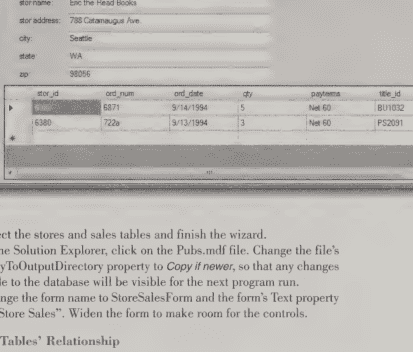 stor name: Eric the Read Books
stor address: 788 Catamaugus Ave.
city: Seattle
state: WA
zip: 98056
stor_id ord_num ord_date qty payterms title_id
6871 9/14/1994 5 Net 60 BU1032
6380 722a 9/13/1994 3 Net 60 PS2091
ect the stores and sales tables and finish the wizard.
he Solution Explorer, click on the Pubs.mdf file. Change the file's
yToOutputDirectory property to Copy if newer, so that any changes
de to the database will be visible for the next program run.
nge the form name to StoreSalesForm and the form's Text property
Store Sales”. Widen the form to make room for the controls.
Tables' Relationship